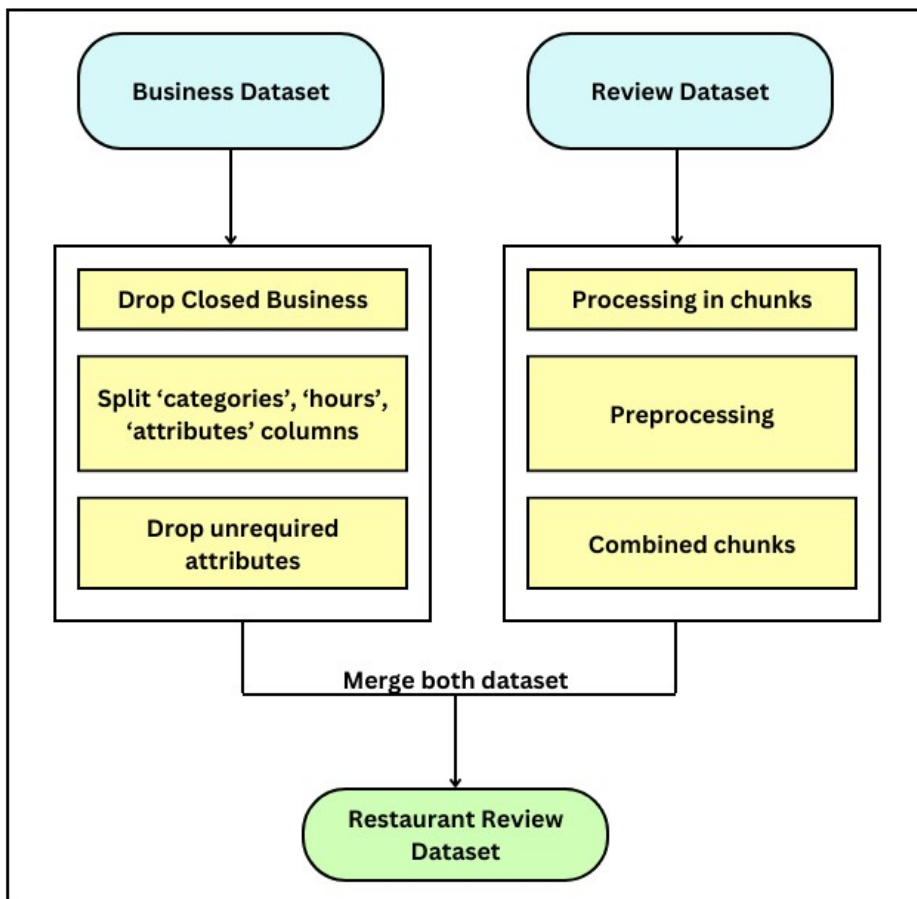 Business Dataset
Review Dataset
Drop Closed Business
Split ‘categories’, ‘hours’,
‘attributes’ columns
Drop unrequired
attributes
Processing in chunks
Preprocessing
Combined chunks
Merge both dataset
Restaurant Review
Dataset